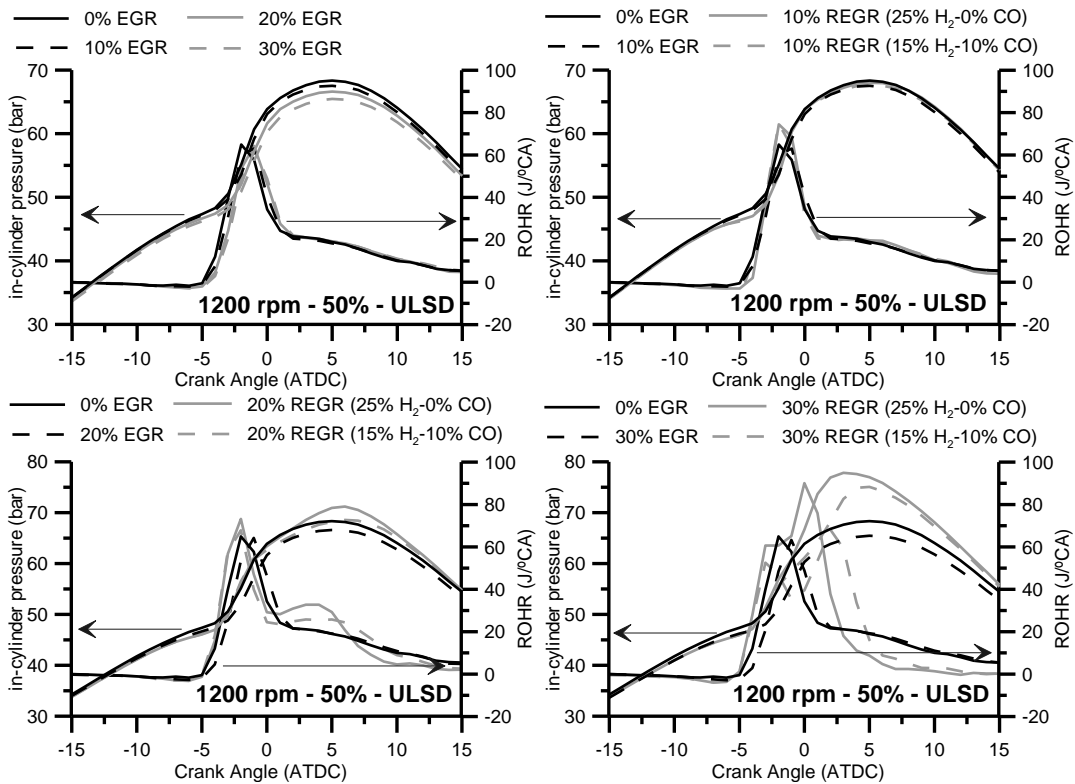 0% EGR 20% EGR
10% EGR 30% EGR
in-cylinder pressure (bar)
70
60
50
40
30
100
80
60
40
20
0
-20
ROHR (J/ºCA)
1200 rpm - 50% - ULSD
-15 -10 -5 0 5 10 15
Crank Angle (ATDC)
0% EGR 10% REGR (25% H₂-0% CO)
10% EGR 10% REGR (15% H₂-10% CO)
in-cylinder pressure (bar)
70
60
50
40
30
100
80
60
40
20
0
-20
ROHR (J/ºCA)
1200 rpm - 50% - ULSD
-15 -10 -5 0 5 10 15
Crank Angle (ATDC)
0% EGR 20% REGR (25% H₂-0% CO)
20% EGR 20% REGR (15% H₂-10% CO)
in-cylinder pressure (bar)
80
70
60
50
40
30
100
80
60
40
20
0
-20
ROHR (J/ºCA)
1200 rpm - 50% - ULSD
-15 -10 -5 0 5 10 15
Crank Angle (ATDC)
0% EGR 30% REGR (25% H₂-0% CO)
30% EGR 30% REGR (15% H₂-10% CO)
in-cylinder pressure (bar)
80
70
60
50
40
30
100
80
60
40
20
0
-20
ROHR (J/ºCA)
1200 rpm - 50% - ULSD
-15 -10 -5 0 5 10 15
Crank Angle (ATDC)